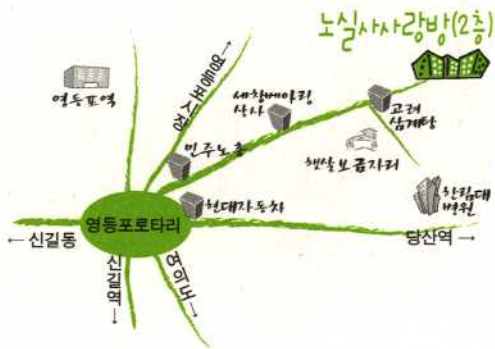 노실사사랑방(2층)
영등포역
영등포시장→
세창베아링
상사
고려
삼계탕
민주노총
햇살보금자리
현대자동차
한림대
병원
영등포로타리
← 신길동
당산역 →
신길역→
여의도→